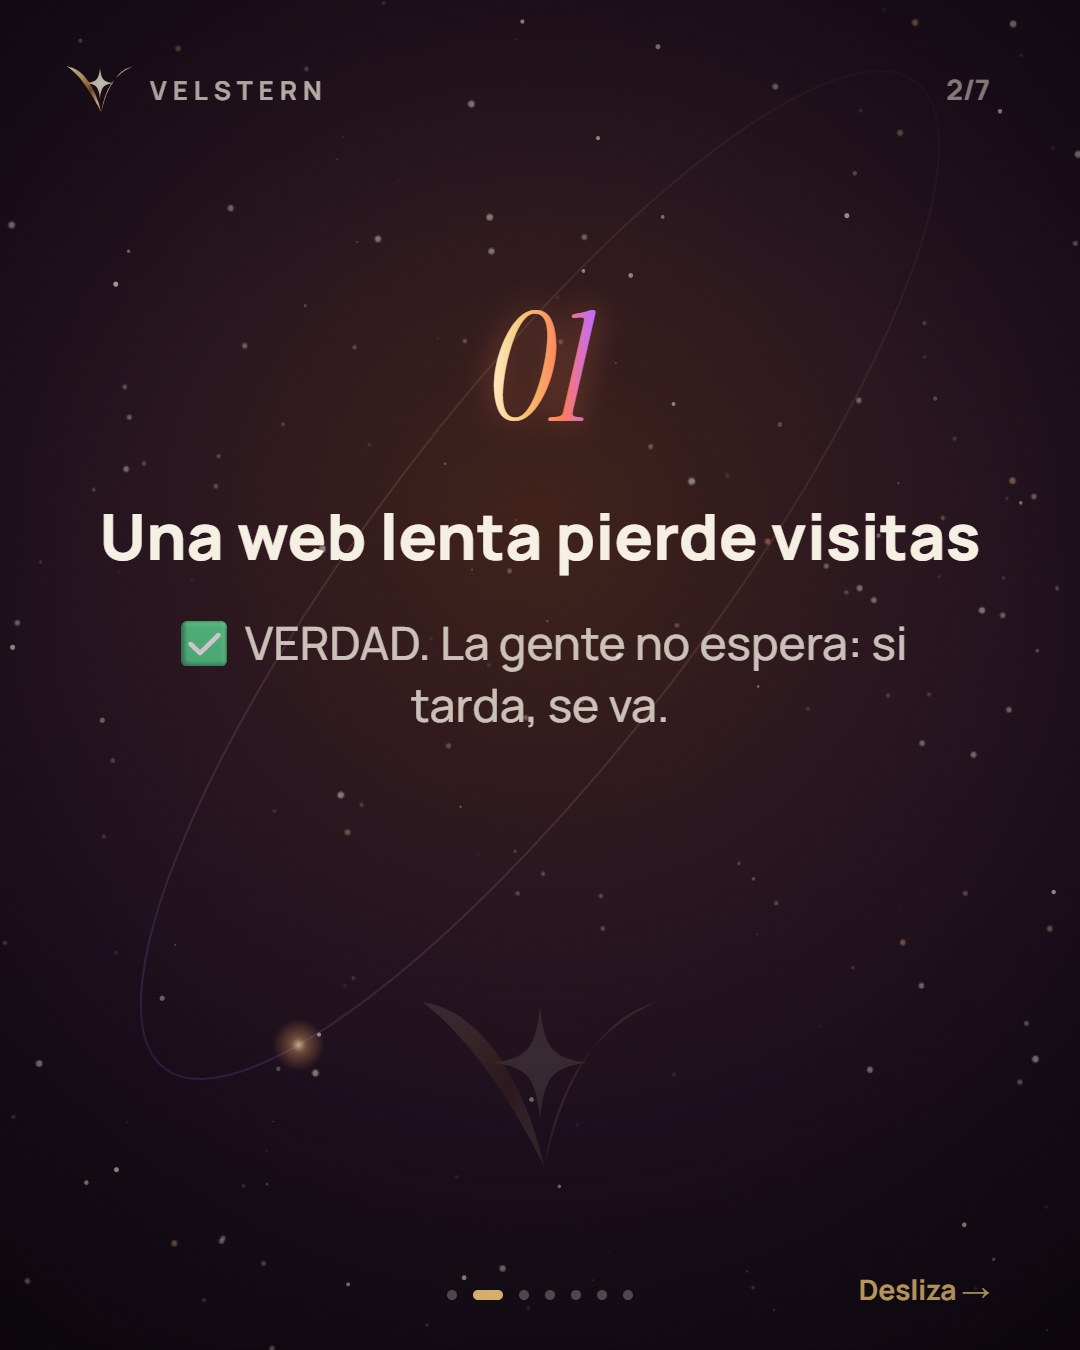 VELSTERN
2/7
01
Una web lenta pierde visitas
✅ VERDAD. La gente no espera: si
tarda, se va.
Desliza →